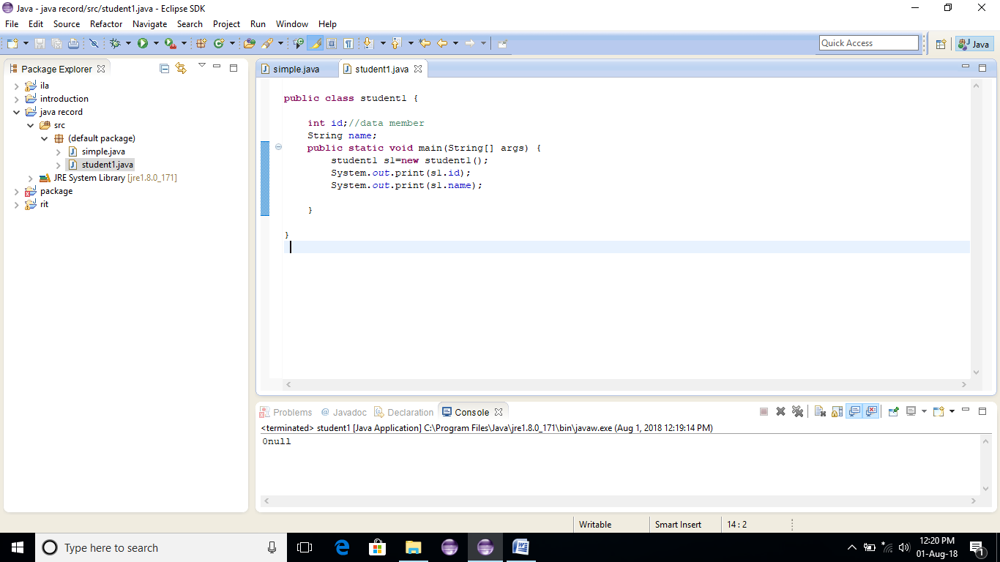 Java - java record/src/student1.java - Eclipse SDK
File Edit Source Refactor Navigate Search Project Run Window Help
Quick Access
Java
Package Explorer
ila
introduction
java record
src
(default package)
simple.java
student1.java
JRE System Library [jre1.8.0_171]
package
rit
simple.java student1.java
public class student1 {
int id;//data member
String name;
public static void main(String[] args) {
student1 s1=new student1();
System.out.print(s1.id);
System.out.print(s1.name);
}
}
Problems @ Javadoc Declaration Console
<terminated> student1 [Java Application] C:\Program Files\Java\jre1.8.0_171\bin\javaw.exe (Aug 1, 2018 12:19:14 PM)
0null
Writable Smart Insert 14 : 2
Type here to search
12:20 PM
01-Aug-18
1